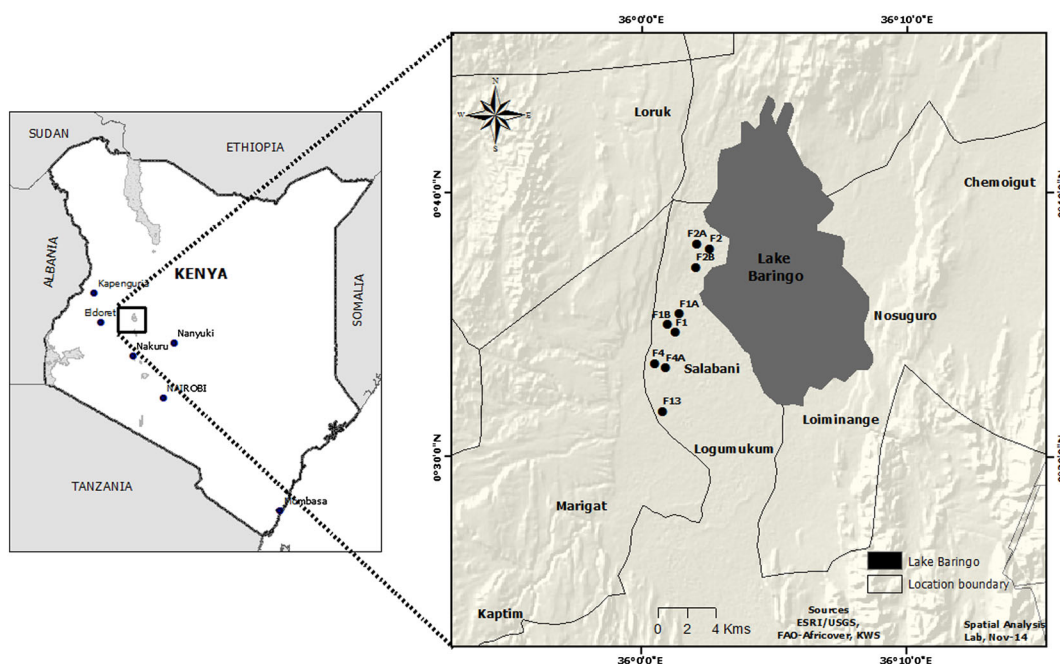 SUDAN
ETHIOPIA
ALBANIA
KENYA
SOMALIA
Kapenguria
Eldoret
Nanyuki
Nakuru
NAIROBI
TANZANIA
Mombasa
36°0'0"E
36°10'0"E
N
W
E
S
Loruk
Chemoigut
0°40'0"N
F2A
F2
F2B
Lake
Baringo
F1A
F1B
F1
Nosuguro
F4
F4A
Salabani
F13
Loiminange
Logumukum
0°30'0"N
Marigat
Lake Baringo
Location boundary
Kaptim
0 2 4 Kms
Sources
ESRI/USGS,
FAO-Africover, KWS
Spatial Analysis
Lab, Nov-14
36°0'0"E
36°10'0"E